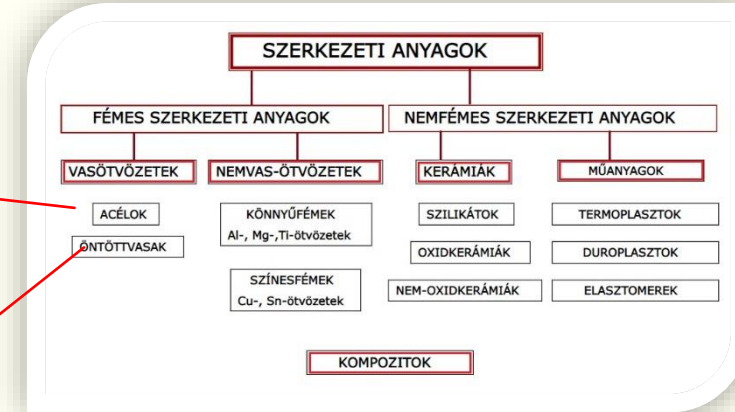 SZERKEZETI ANYAGOK
FÉMES SZERKEZETI ANYAGOK
NEMFÉMES SZERKEZETI ANYAGOK
VASÖTVÖZETEK
NEMVAS-ÖTVÖZETEK
KERÁMIÁK
MŰANYAGOK
ACÉLOK
ÖNTÖTTVASAK
KÖNNYŰFÉMEK
Al-, Mg-,Ti-ötvözetek
SZÍNESFÉMEK
Cu-, Sn-ötvözetek
SZILIKÁTOK
OXIDKERÁMIÁK
NEM-OXIDKERÁMIÁK
TERMOPLASZTOK
DUROPLASZTOK
ELASZTOMEREK
KOMPOZITOK